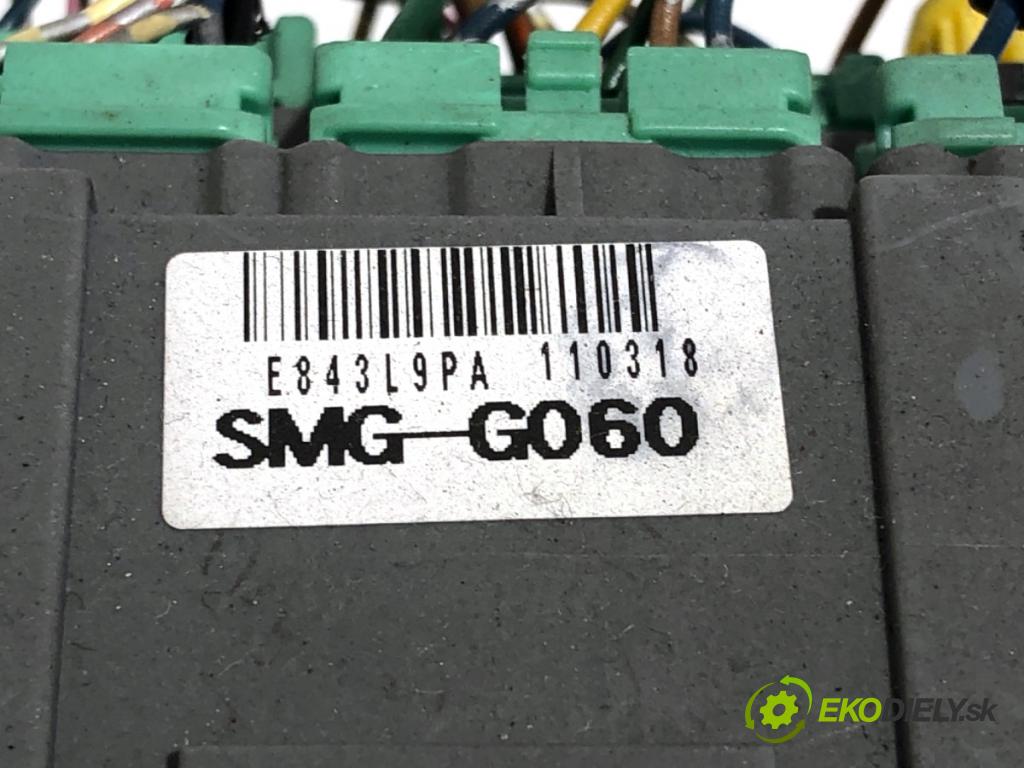 E843L9PA 110318
SMG-G060
EKODIELY.sk